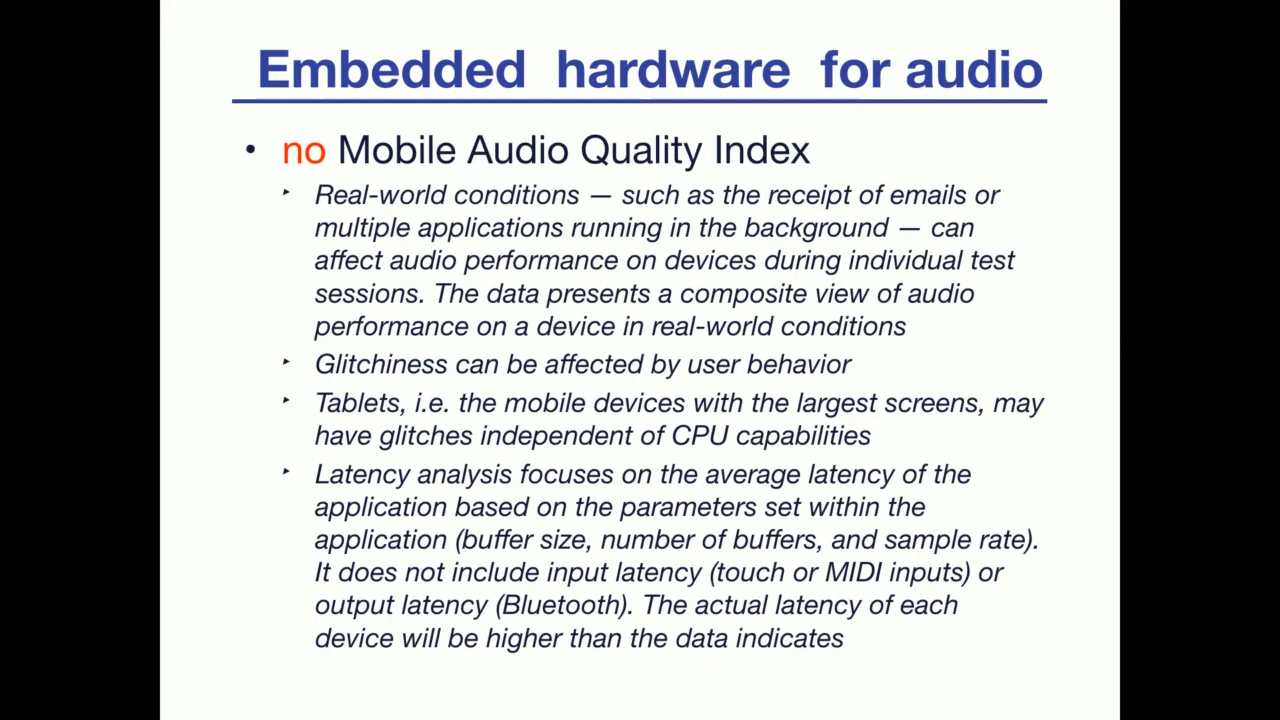 Embedded hardware for audio
• no Mobile Audio Quality Index
‣ Real-world conditions — such as the receipt of emails or
multiple applications running in the background — can
affect audio performance on devices during individual test
sessions. The data presents a composite view of audio
performance on a device in real-world conditions
‣ Glitchiness can be affected by user behavior
‣ Tablets, i.e. the mobile devices with the largest screens, may
have glitches independent of CPU capabilities
‣ Latency analysis focuses on the average latency of the
application based on the parameters set within the
application (buffer size, number of buffers, and sample rate).
It does not include input latency (touch or MIDI inputs) or
output latency (Bluetooth). The actual latency of each
device will be higher than the data indicates